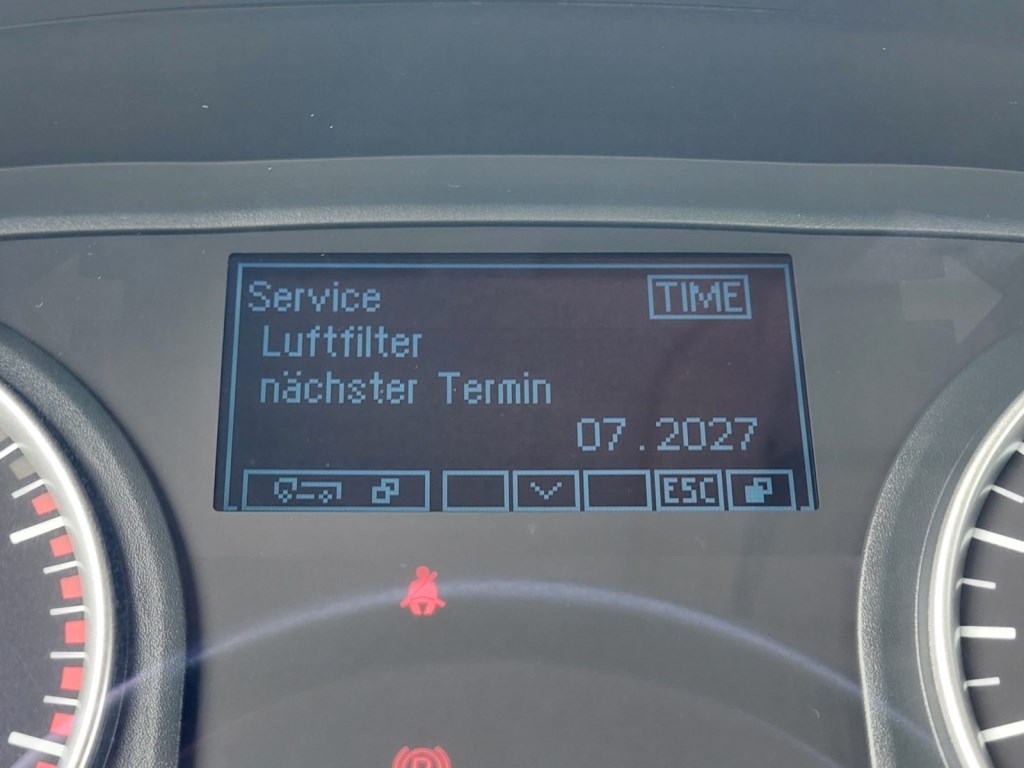 Service TIME
Luftfilter
nächster Termin
07.2027
ESC